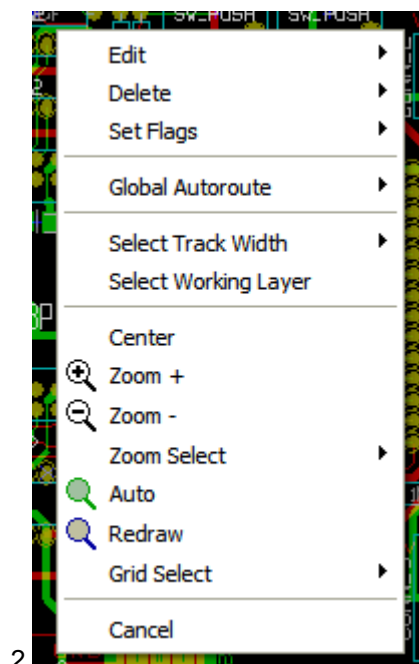 SW_PUSH SW_PUSH
Edit
Delete
Set Flags
Global Autoroute
Select Track Width
Select Working Layer
Center
Zoom +
Zoom -
Zoom Select
Auto
Redraw
Grid Select
Cancel
2